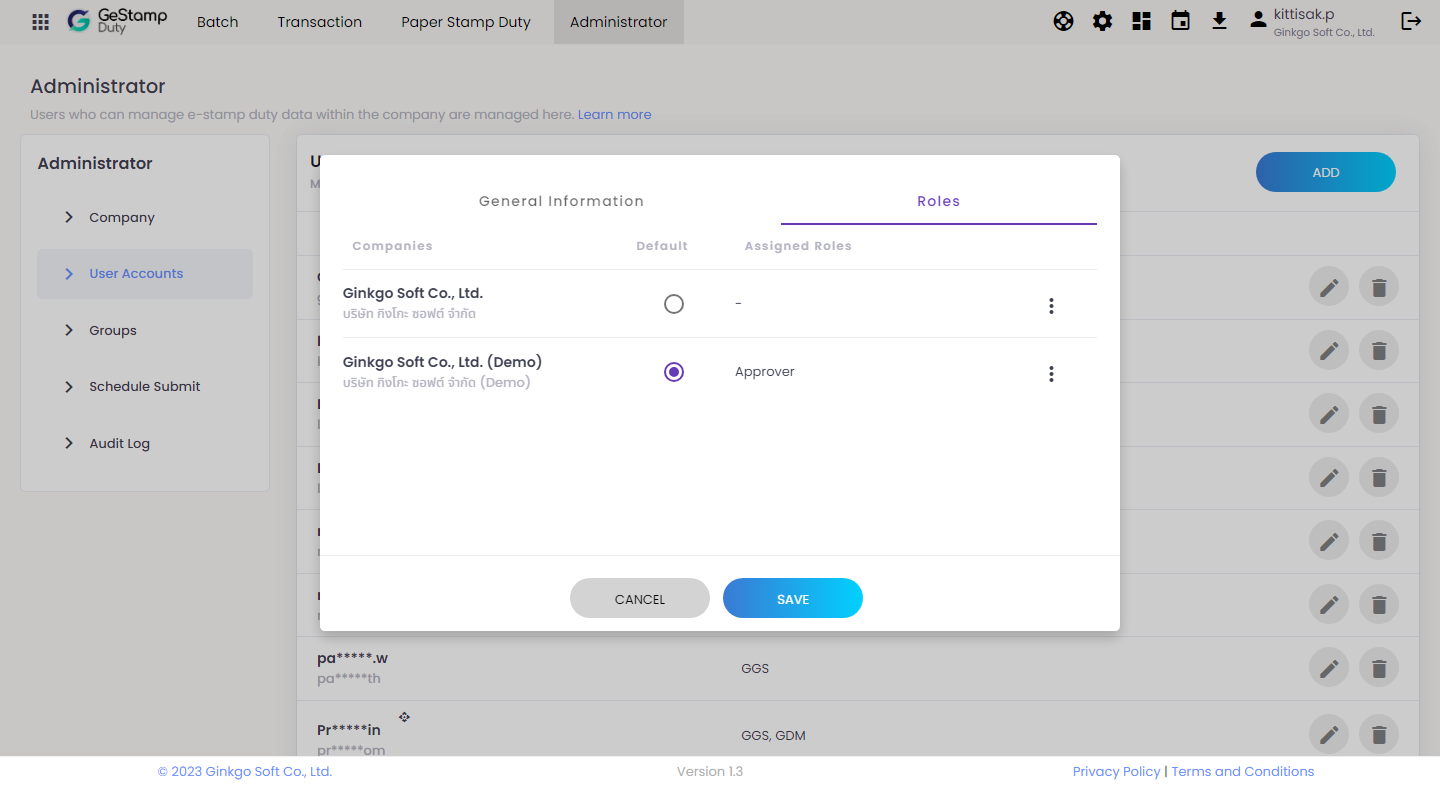 GeStamp
Duty
Batch
Transaction
Paper Stamp Duty
Administrator
kittisak.p
Ginkgo Soft Co., Ltd.
Administrator
Users who can manage e-stamp duty data within the company are managed here. Learn more
Administrator
Company
User Accounts
Groups
Schedule Submit
Audit Log
ADD
General Information
Roles
Companies
Default
Assigned Roles
Ginkgo Soft Co., Ltd.
บริษัท กิงโกะ ซอฟต์ จำกัด
-
Ginkgo Soft Co., Ltd. (Demo)
บริษัท กิงโกะ ซอฟต์ จำกัด (Demo)
Approver
CANCEL
SAVE
pa*****.w
pa*****th
GGS
Pr*****in
pr*****om
GGS, GDM
© 2023 Ginkgo Soft Co., Ltd.
Version 1.3
Privacy Policy | Terms and Conditions